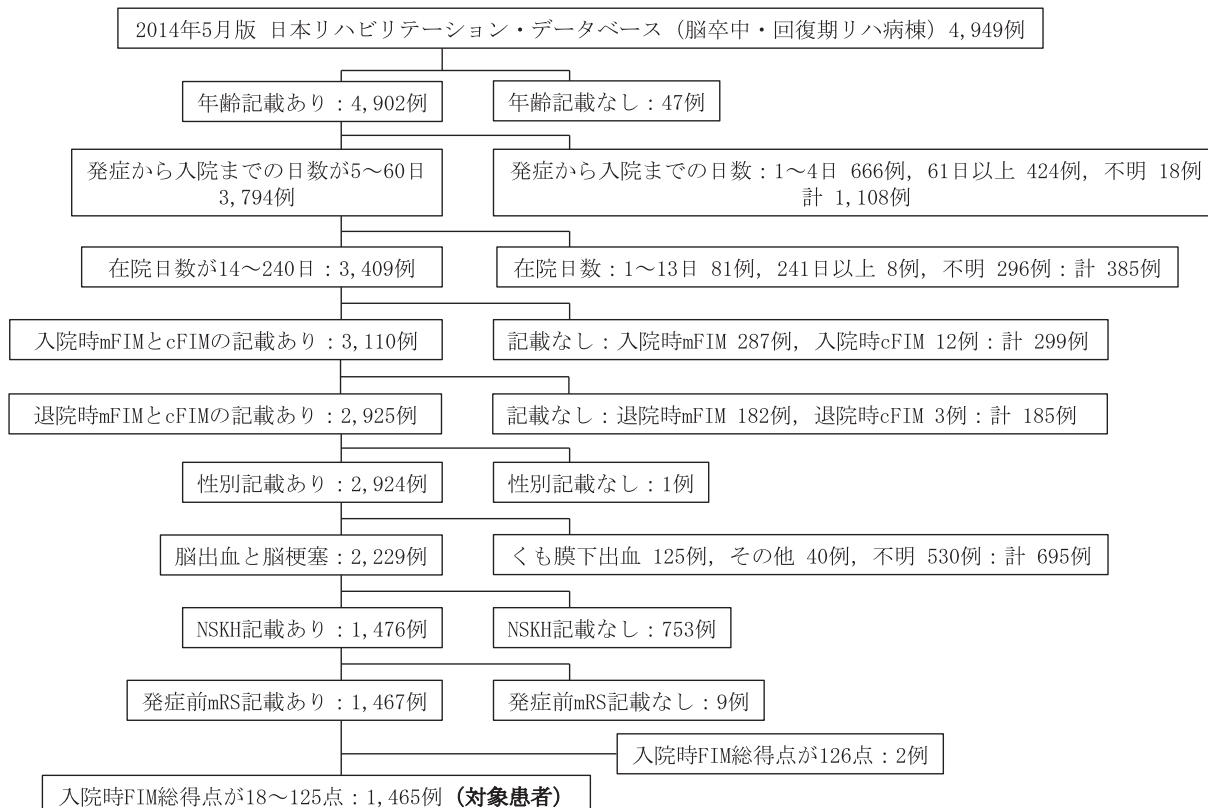 2014年5月版 日本リハビリテーション・データベース（脳卒中・回復期リハ病棟）4,949例
年齢記載あり：4,902例
年齢記載なし：47例
発症から入院までの日数が5～60日
3,794例
発症から入院までの日数：1～4日 666例, 61日以上 424例, 不明 18例
計 1,108例
在院日数が14～240日：3,409例
在院日数：1～13日 81例, 241日以上 8例, 不明 296例：計 385例
入院時mFIMとcFIMの記載あり：3,110例
記載なし：入院時mFIM 287例, 入院時cFIM 12例：計 299例
退院時mFIMとcFIMの記載あり：2,925例
記載なし：退院時mFIM 182例, 退院時cFIM 3例：計 185例
性別記載あり：2,924例
性別記載なし：1例
脳出血と脳梗塞：2,229例
くも膜下出血 125例, その他 40例, 不明 530例：計 695例
NSKH記載あり：1,476例
NSKH記載なし：753例
発症前mRS記載あり：1,467例
発症前mRS記載なし：9例
入院時FIM総得点が126点：2例
入院時FIM総得点が18～125点：1,465例（対象患者）